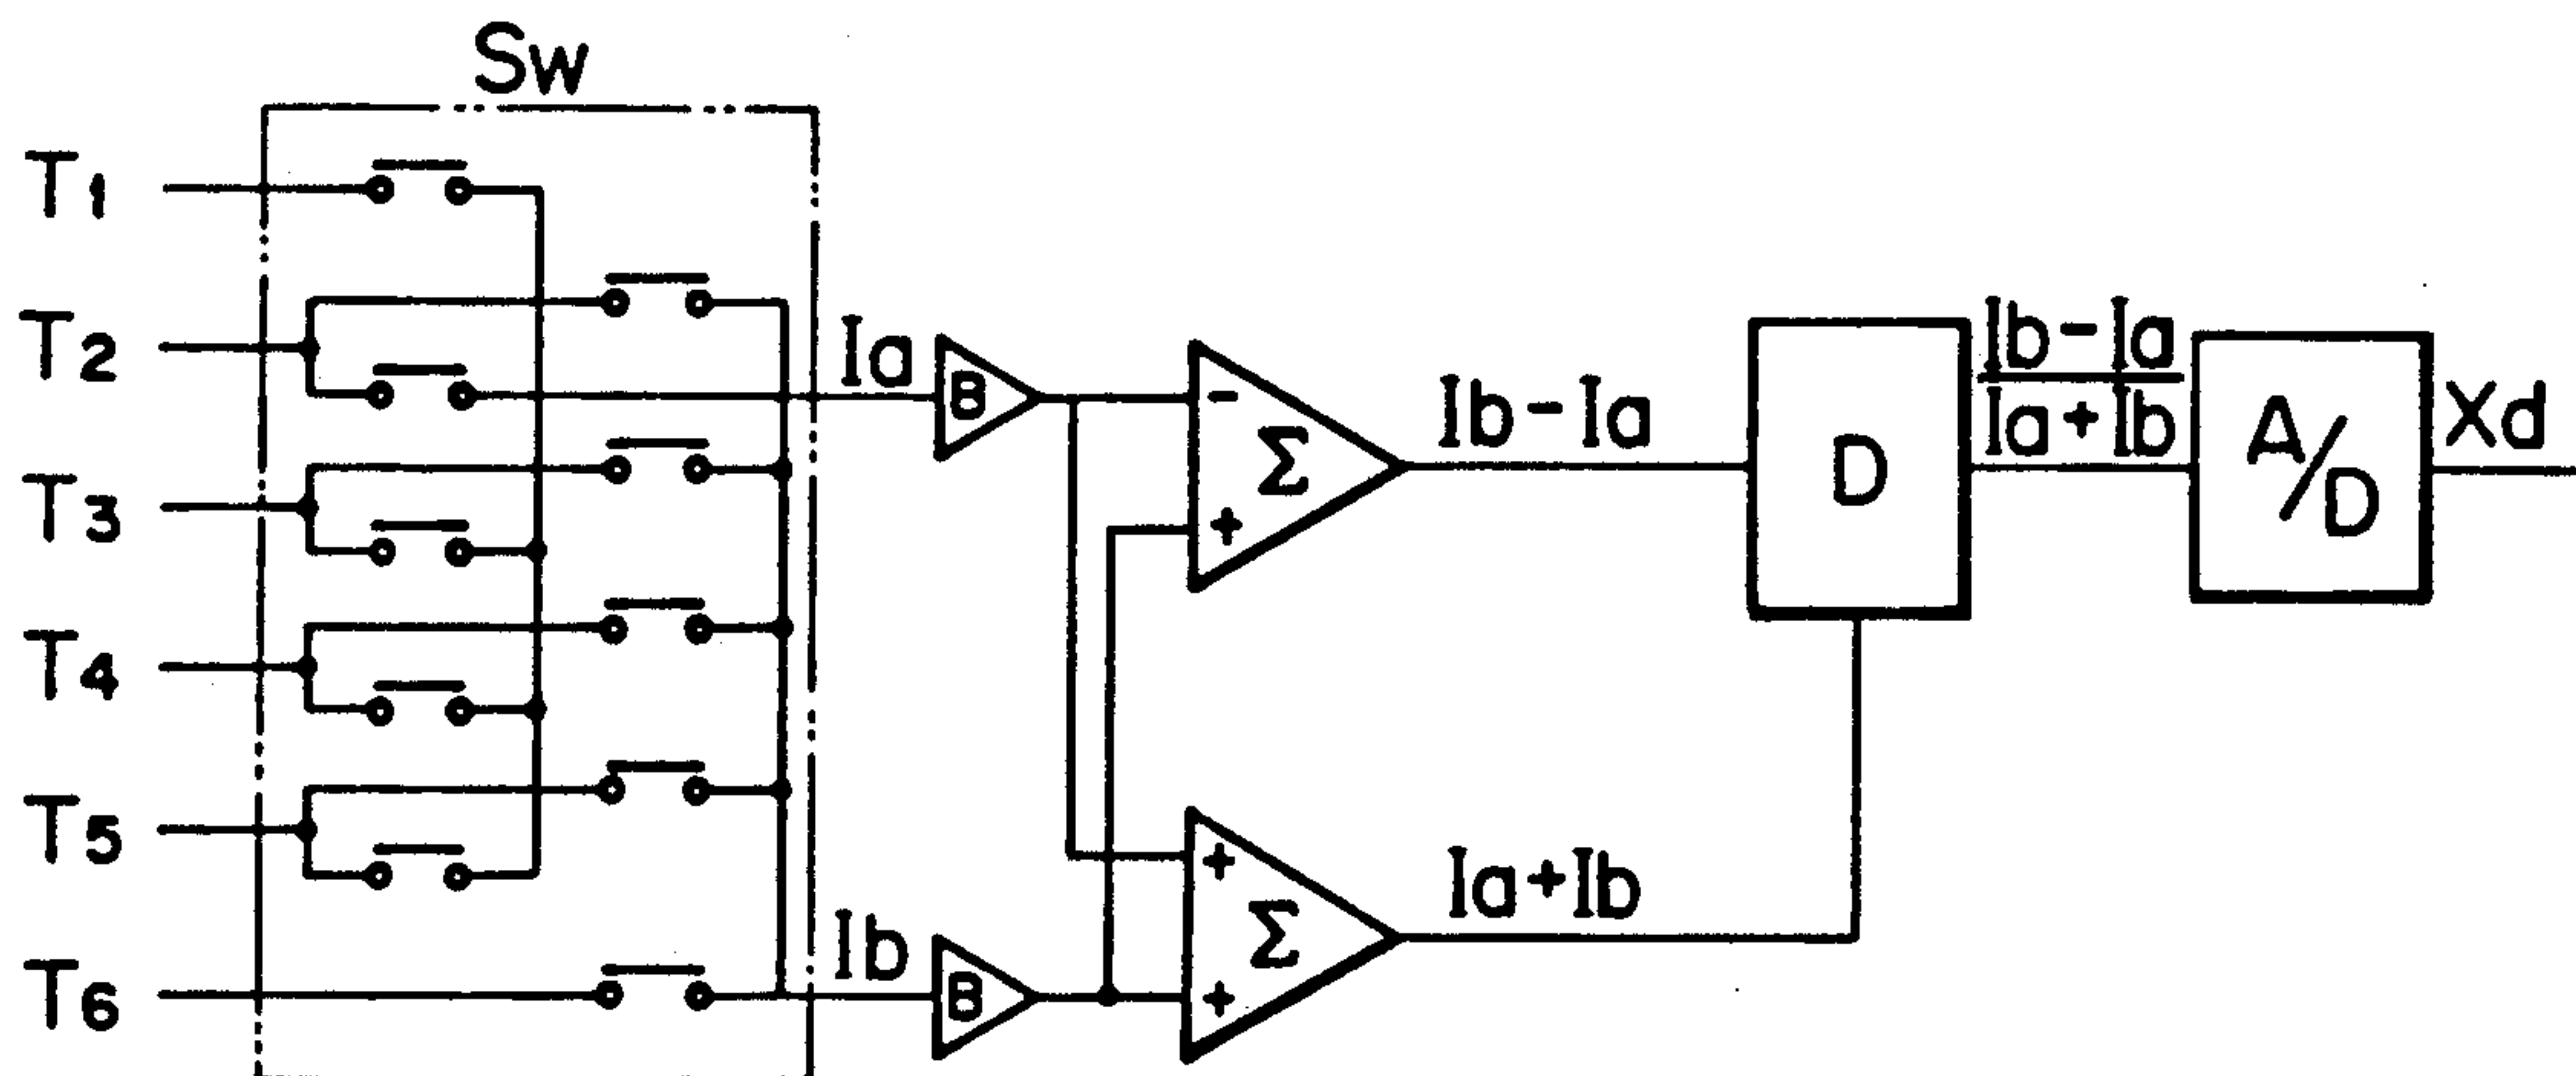 Sw
T1
T2
T3
T4
T5
T6
Ia
Ib
B
B
-
Σ
+
+
Σ
+
Ib-Ia
Ia+Ib
D
Ib-Ia
Ia+Ib
A/D
Xd